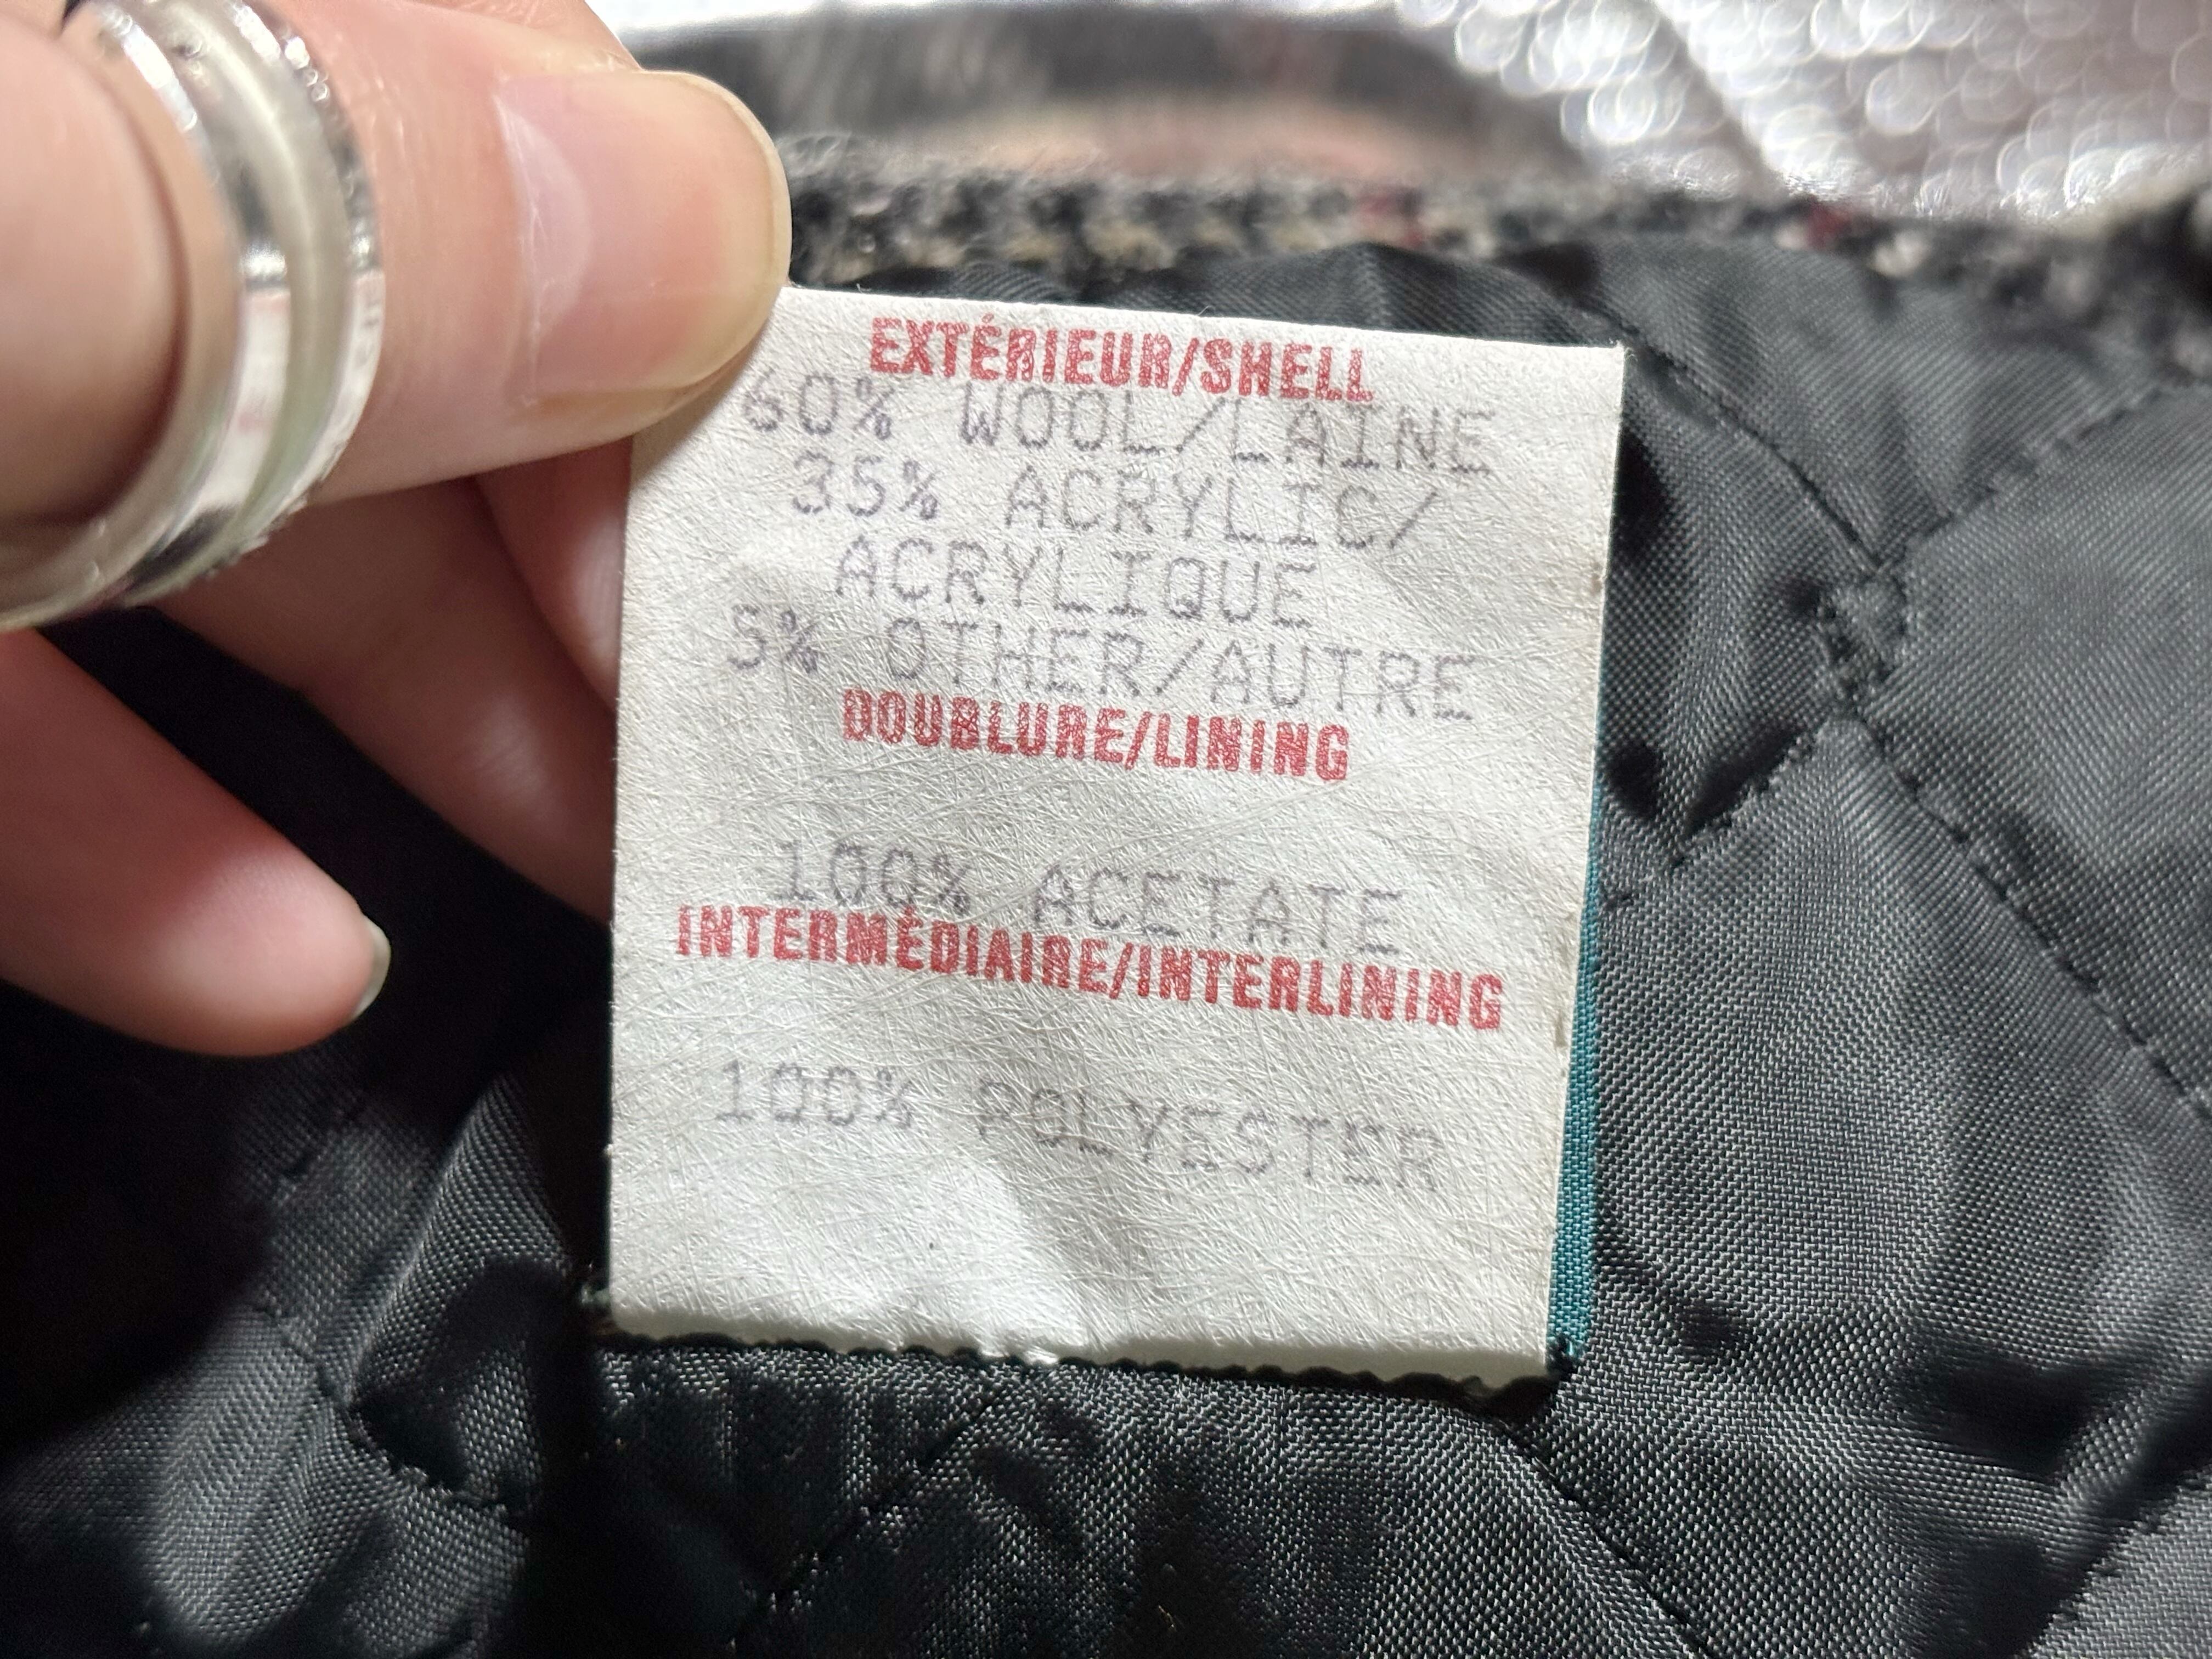 EXTÉRIEUR/SHELL
60% WOOL/LAINE
35% ACRYLIC/
ACRYLIQUE
5% OTHER/AUTRE
DOUBLURE/LINING
100% ACETATE
INTERMÉDIAIRE/INTERLINING
100% POLYESTER